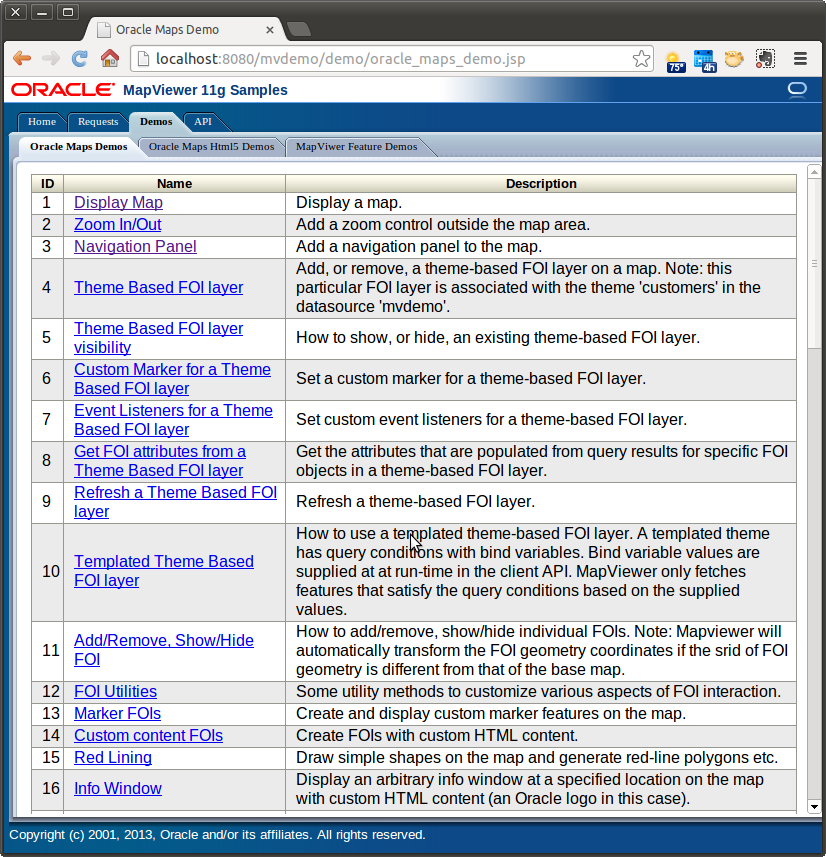 Oracle Maps Demo
localhost:8080/mvdemo/demo/oracle_maps_demo.jsp
75°
4h
ORACLE MapViewer 11g Samples
Home Requests Demos API
Oracle Maps Demos Oracle Maps Html5 Demos MapViwer Feature Demos
ID Name Description
1 Display Map Display a map.
2 Zoom In/Out Add a zoom control outside the map area.
3 Navigation Panel Add a navigation panel to the map.
4 Theme Based FOI layer Add, or remove, a theme-based FOI layer on a map. Note: this
particular FOI layer is associated with the theme 'customers' in the
datasource 'mvdemo'.
5 Theme Based FOI layer
visibility
How to show, or hide, an existing theme-based FOI layer.
6 Custom Marker for a Theme
Based FOI layer
Set a custom marker for a theme-based FOI layer.
7 Event Listeners for a Theme
Based FOI layer
Set custom event listeners for a theme-based FOI layer.
8 Get FOI attributes from a
Theme Based FOI layer
Get the attributes that are populated from query results for specific FOI
objects in a theme-based FOI layer.
9 Refresh a Theme Based FOI
layer
Refresh a theme-based FOI layer.
10 Templated Theme Based
FOI layer
How to use a templated theme-based FOI layer. A templated theme
has query conditions with bind variables. Bind variable values are
supplied at at run-time in the client API. MapViewer only fetches
features that satisfy the query conditions based on the supplied
values.
11 Add/Remove, Show/Hide
FOI
How to add/remove, show/hide individual FOIs. Note: Mapviewer will
automatically transform the FOI geometry coordinates if the srid of FOI
geometry is different from that of the base map.
12 FOI Utilities Some utility methods to customize various aspects of FOI interaction.
13 Marker FOIs Create and display custom marker features on the map.
14 Custom content FOIs Create FOIs with custom HTML content.
15 Red Lining Draw simple shapes on the map and generate red-line polygons etc.
16 Info Window Display an arbitrary info window at a specified location on the map
with custom HTML content (an Oracle logo in this case).
Copyright (c) 2001, 2013, Oracle and/or its affiliates. All rights reserved.